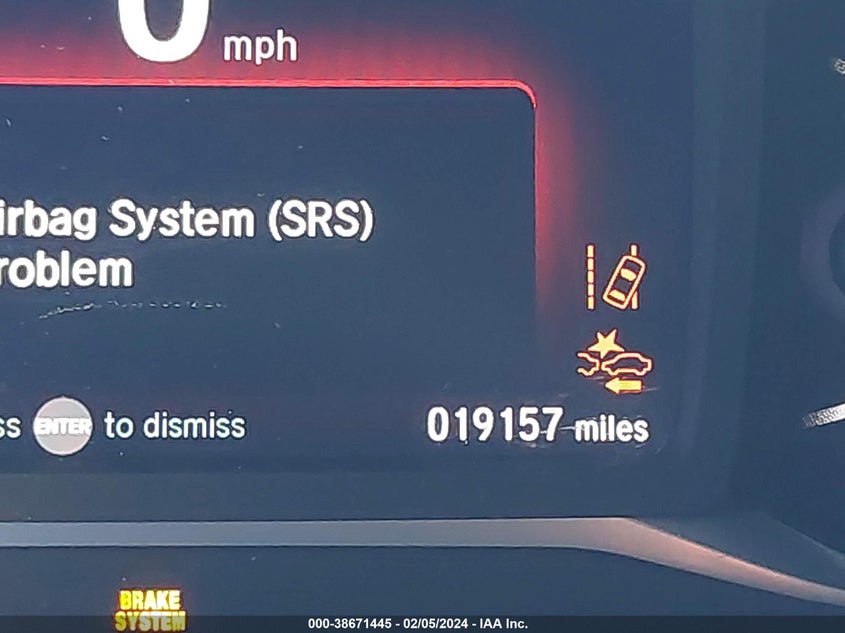 0 mph
irbag System (SRS)
roblem
ss ENTER to dismiss
019157 miles
BRAKE
SYSTEM
000-38671445 - 02/05/2024 - IAA Inc.